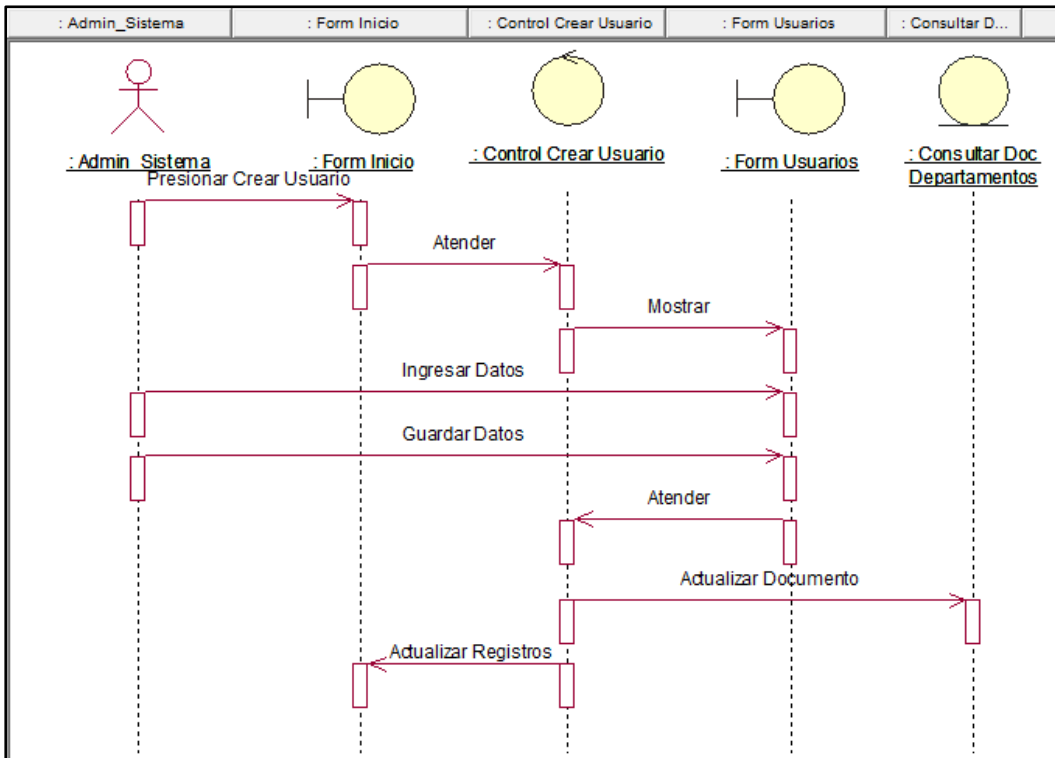 : Admin_Sistema
: Form Inicio
: Control Crear Usuario
: Form Usuarios
: Consultar D...
: Admin_Sistema
: Form Inicio
: Control Crear Usuario
: Form Usuarios
: Consultar Doc
Departamentos
Presionar Crear Usuario
Atender
Mostrar
Ingresar Datos
Guardar Datos
Atender
Actualizar Documento
Actualizar Registros